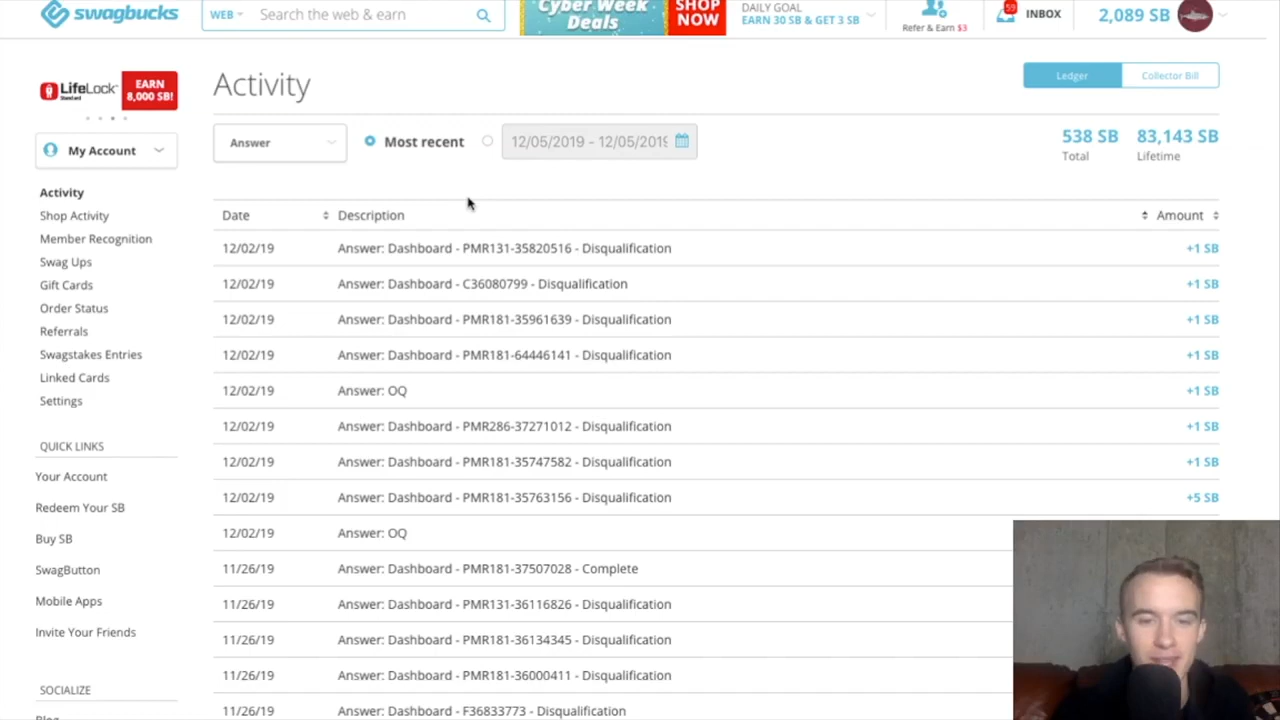 swagbucks
WEB
Search the web & earn
Cyber Week
Deals
SHOP
NOW
DAILY GOAL
EARN 30 SB & GET 3 SB
Refer & Earn $3
59
INBOX
2,089 SB
LifeLock
Standard
EARN
8,000 SB!
Activity
Ledger
Collector Bill
My Account
Answer
Most recent
12/05/2019 - 12/05/2019
538 SB
Total
83,143 SB
Lifetime
Activity
Shop Activity
Member Recognition
Swag Ups
Gift Cards
Order Status
Referrals
Swagstakes Entries
Linked Cards
Settings
QUICK LINKS
Your Account
Redeem Your SB
Buy SB
SwagButton
Mobile Apps
Invite Your Friends
SOCIALIZE
Blog
Date Description Amount
12/02/19 Answer: Dashboard - PMR131-35820516 - Disqualification +1 SB
12/02/19 Answer: Dashboard - C36080799 - Disqualification +1 SB
12/02/19 Answer: Dashboard - PMR181-35961639 - Disqualification +1 SB
12/02/19 Answer: Dashboard - PMR181-64446141 - Disqualification +1 SB
12/02/19 Answer: OQ +1 SB
12/02/19 Answer: Dashboard - PMR286-37271012 - Disqualification +1 SB
12/02/19 Answer: Dashboard - PMR181-35747582 - Disqualification +1 SB
12/02/19 Answer: Dashboard - PMR181-35763156 - Disqualification +5 SB
12/02/19 Answer: OQ
11/26/19 Answer: Dashboard - PMR181-37507028 - Complete
11/26/19 Answer: Dashboard - PMR131-36116826 - Disqualification
11/26/19 Answer: Dashboard - PMR181-36134345 - Disqualification
11/26/19 Answer: Dashboard - PMR181-36000411 - Disqualification
11/26/19 Answer: Dashboard - F36833773 - Disqualification